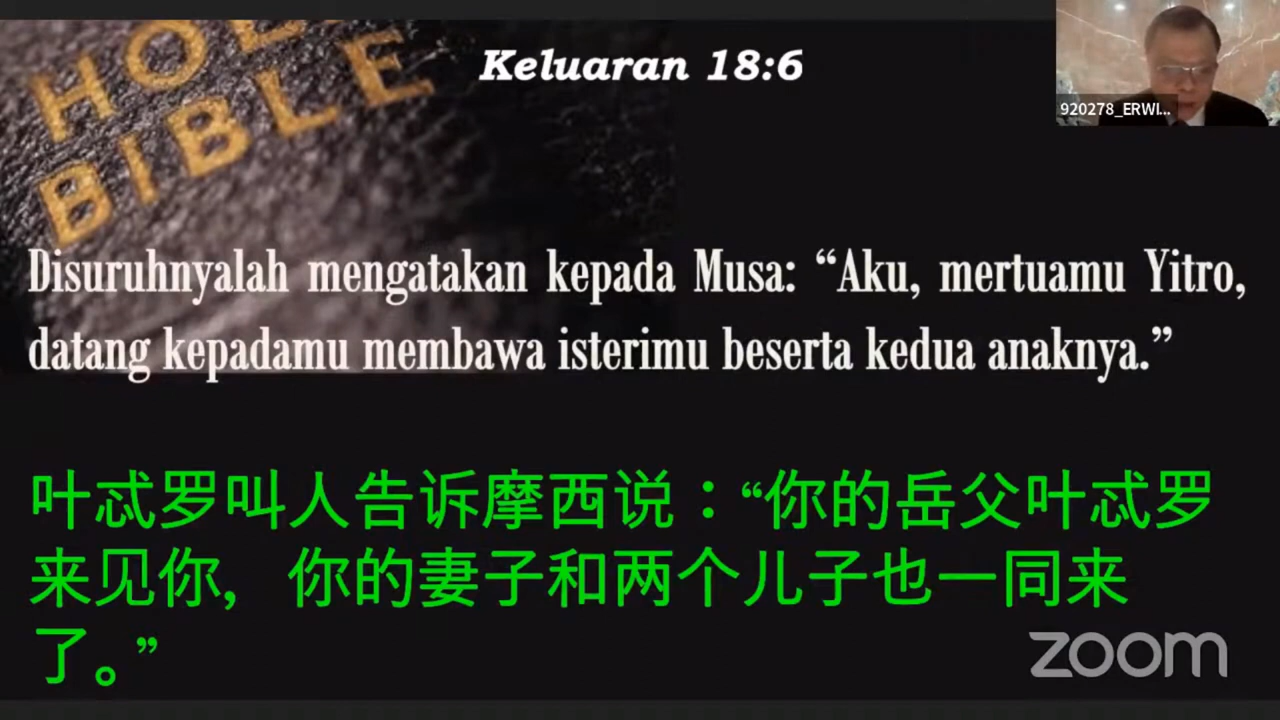 HOL
BIBLE
Keluaran 18:6
920278_ERWI...
Disuruhnyalah mengatakan kepada Musa: “Aku, mertuamu Yitro,
datang kepadamu membawa isterimu beserta kedua anaknya.”
叶忒罗叫人告诉摩西说：“你的岳父叶忒罗
来见你, 你的妻子和两个儿子也一同来
了。”
zoom